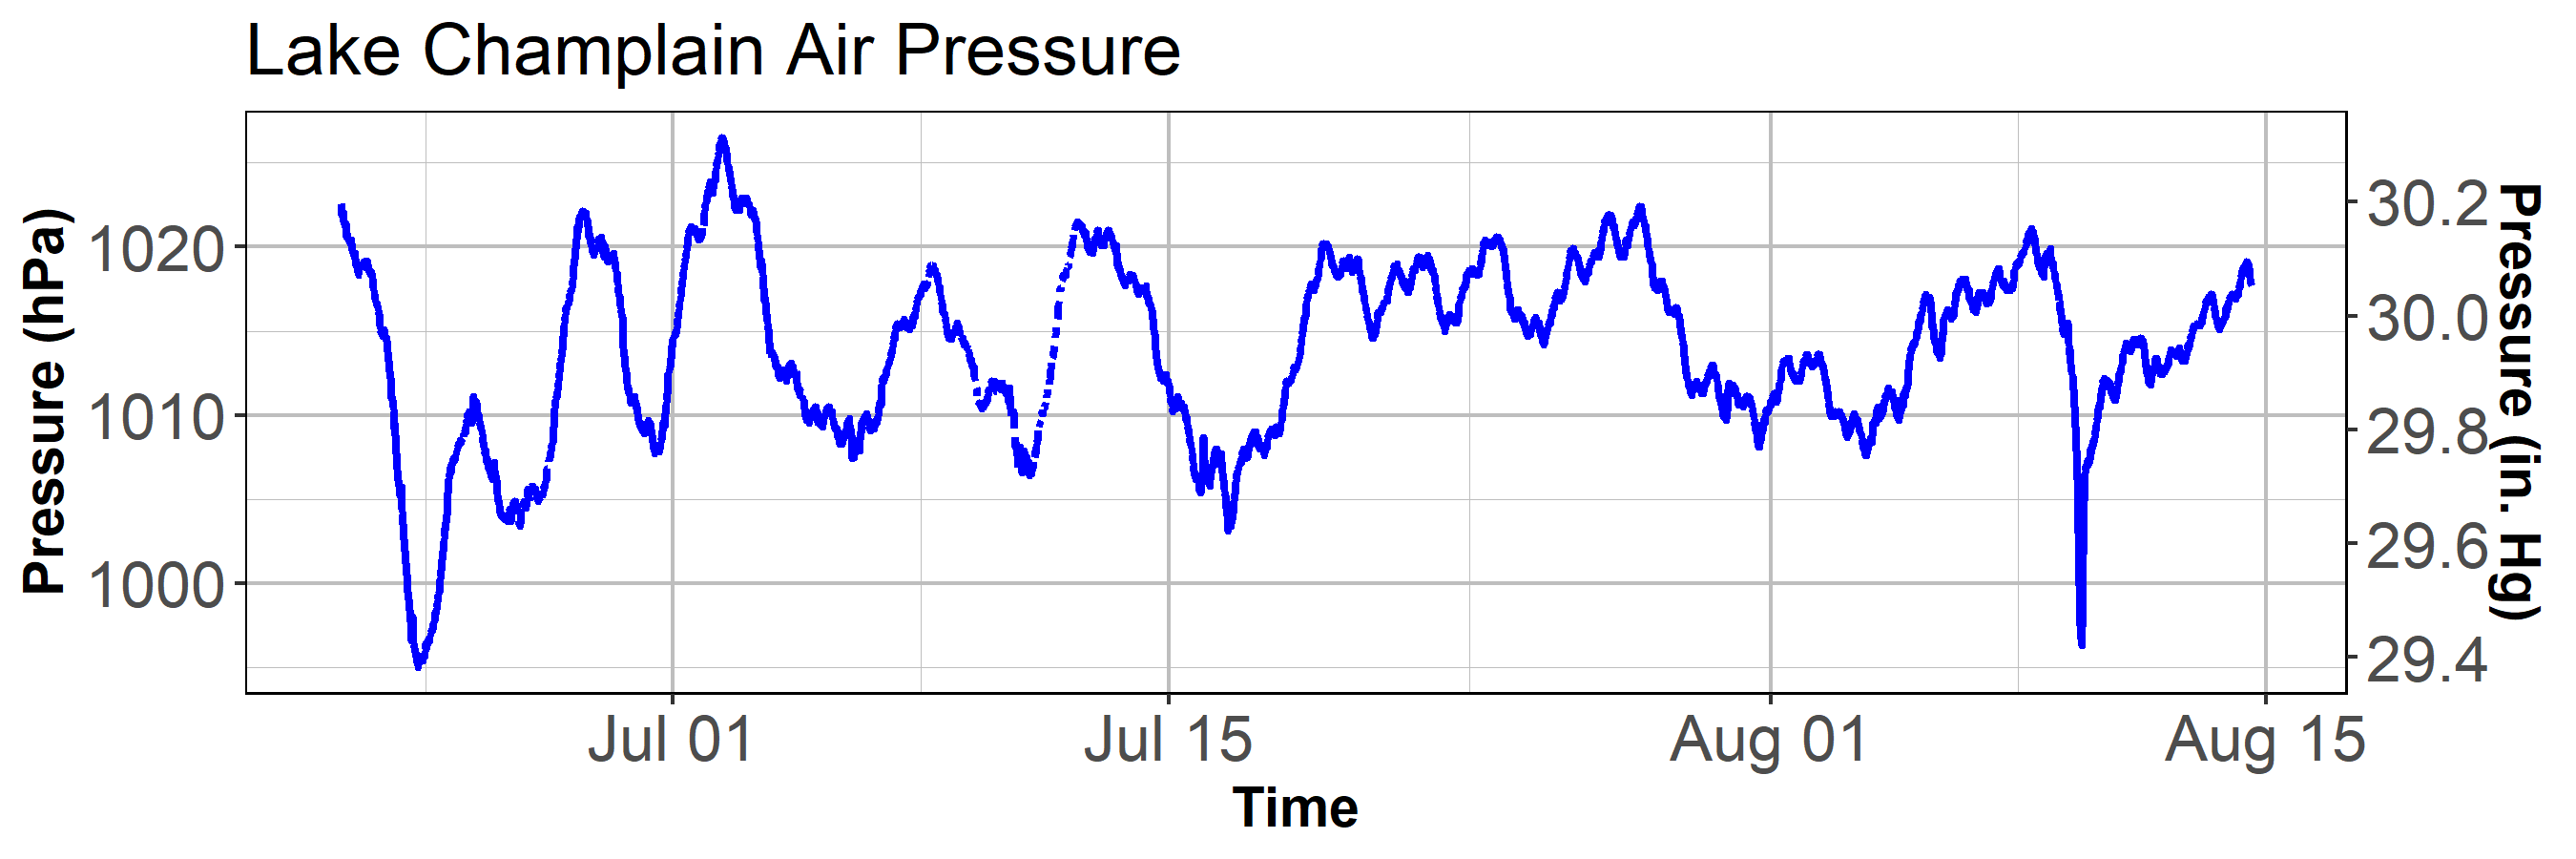 Lake Champlain Air Pressure
Pressure (hPa)
1020
1010
1000
30.2
30.0
29.8
29.6
29.4
Pressure (in. Hg)
Jul 01
Jul 15
Aug 01
Aug 15
Time